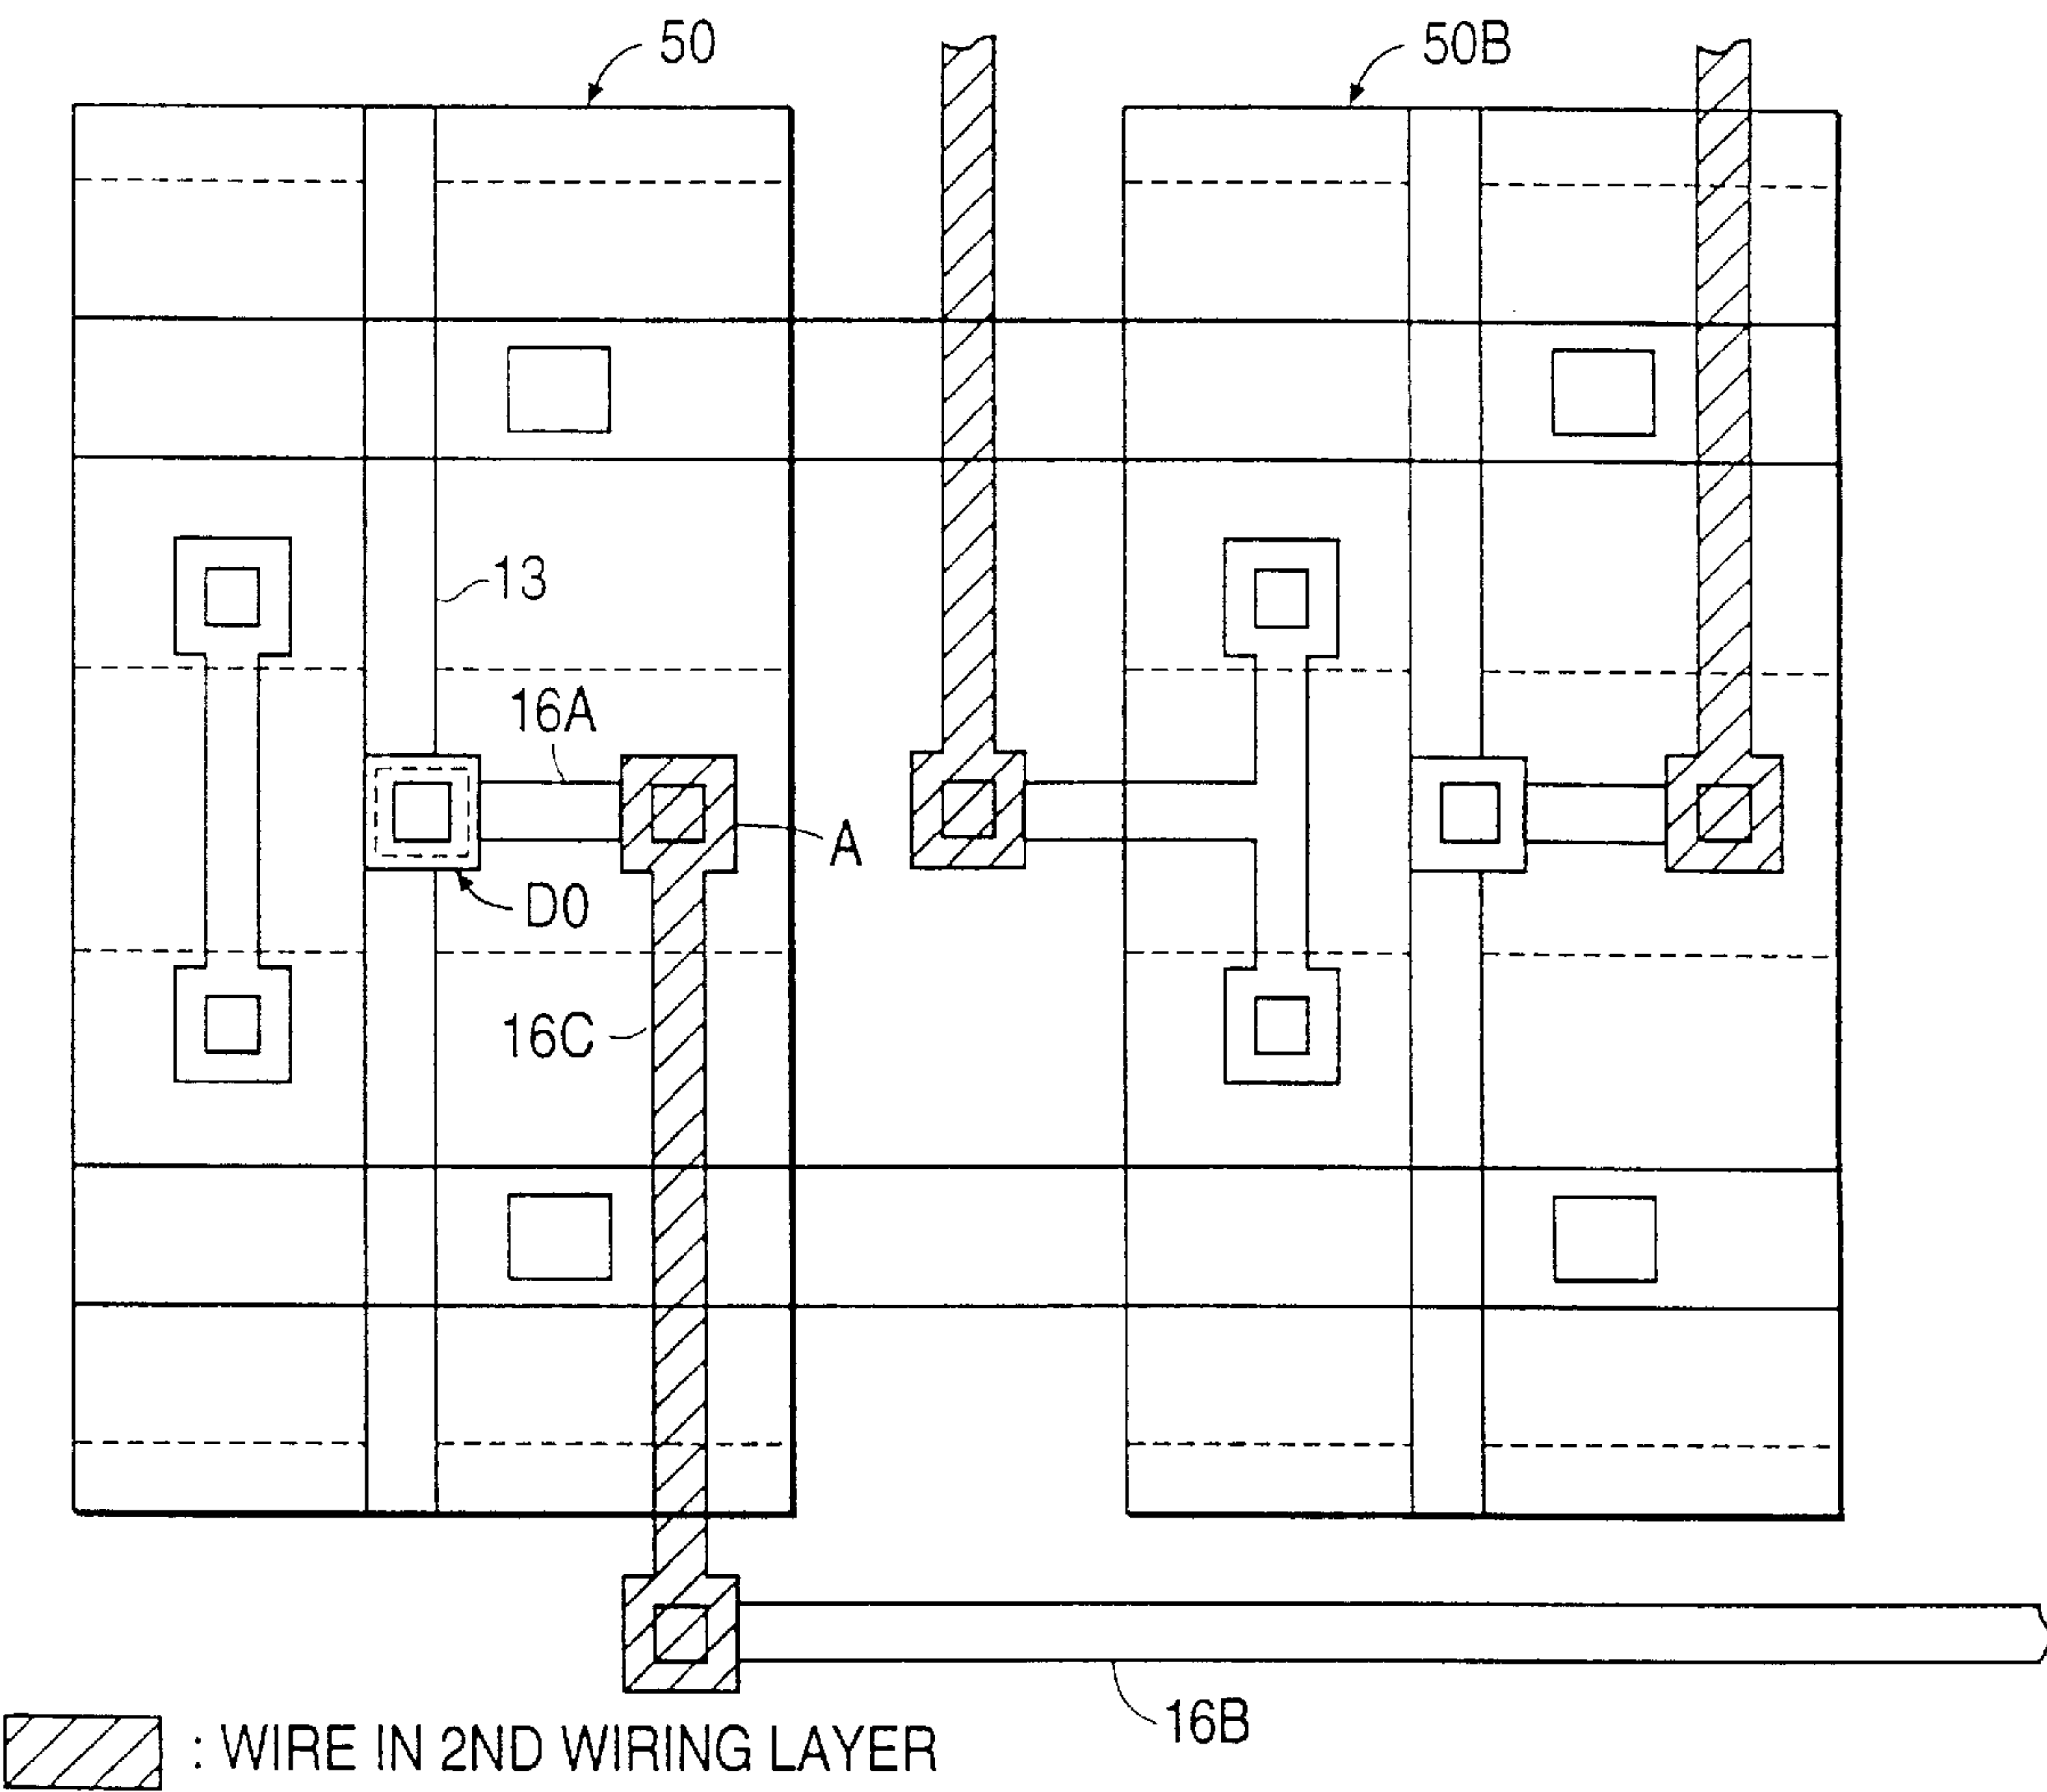 50
50B
13
16A
A
D0
16C
16B
: WIRE IN 2ND WIRING LAYER